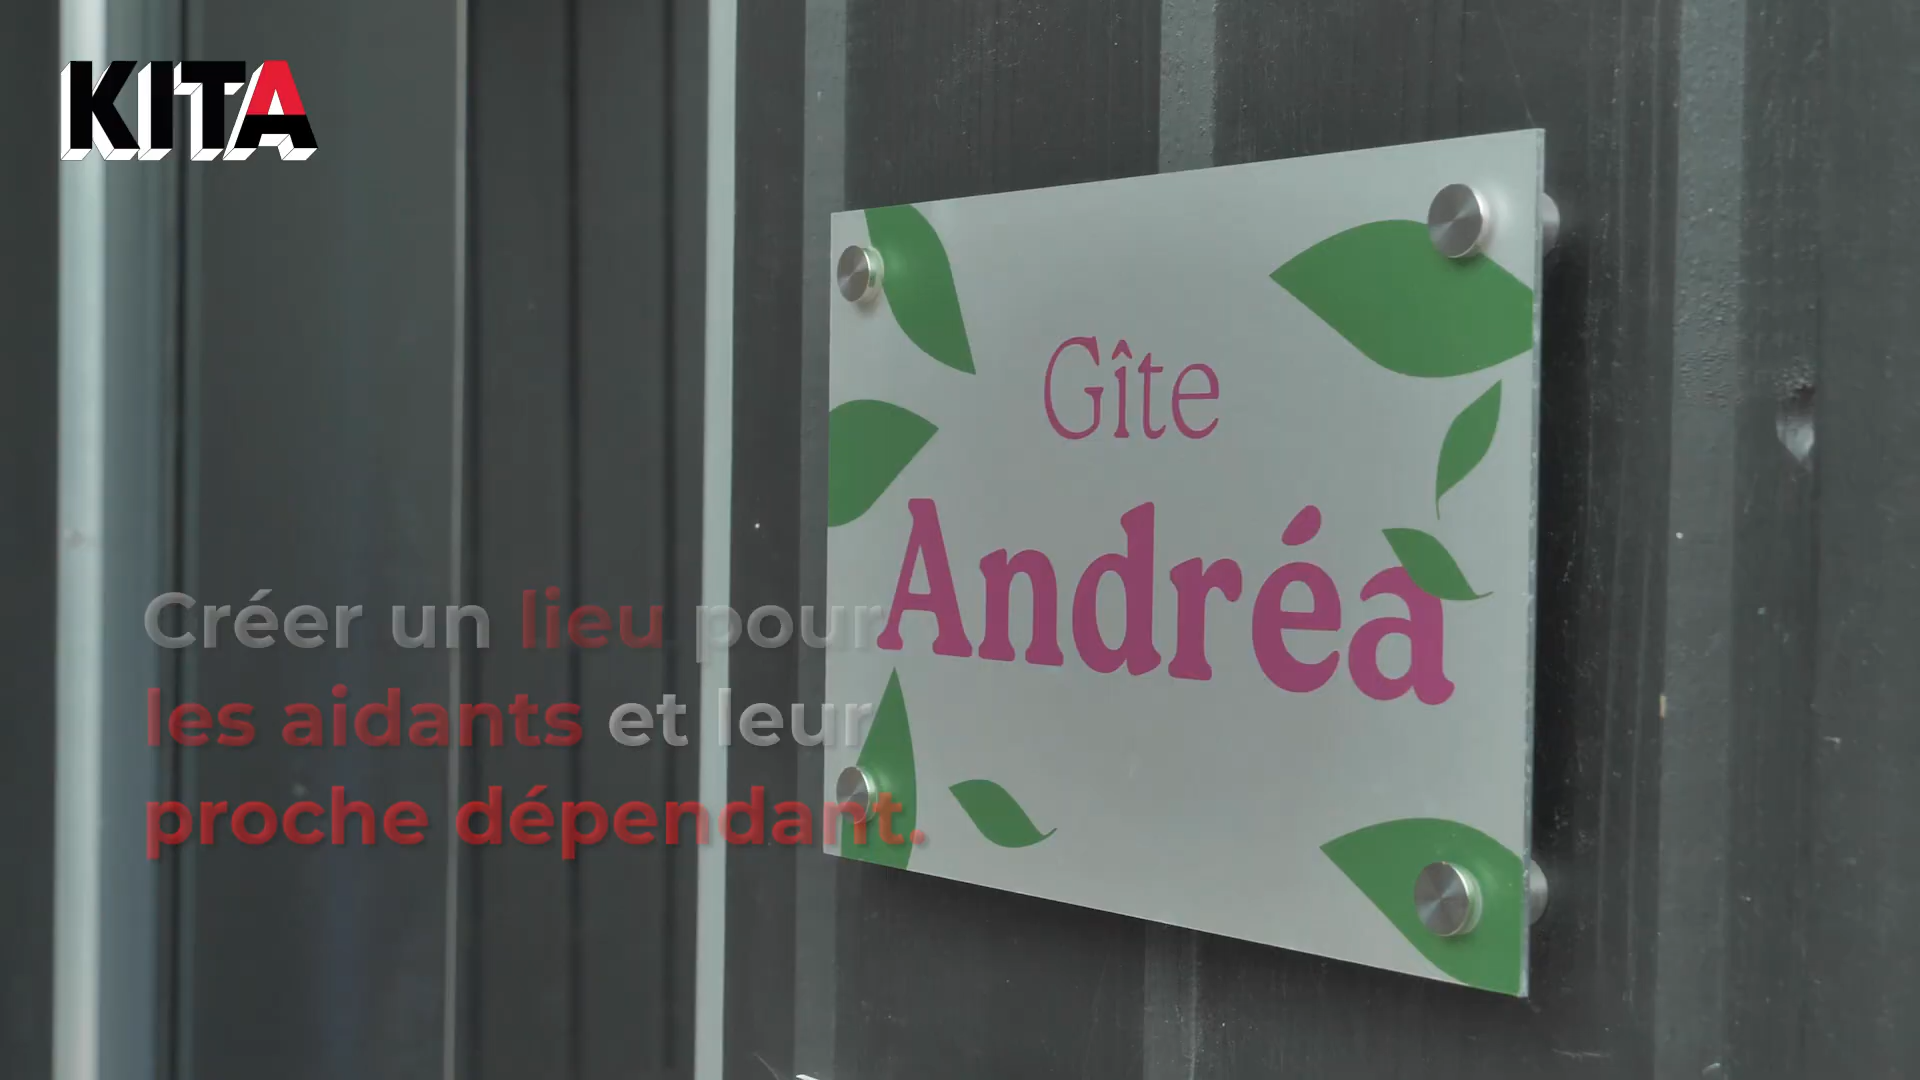 KITA
Gîte
Andréa
Créer un lieu pour
les aidants et leur
proche dépendant.